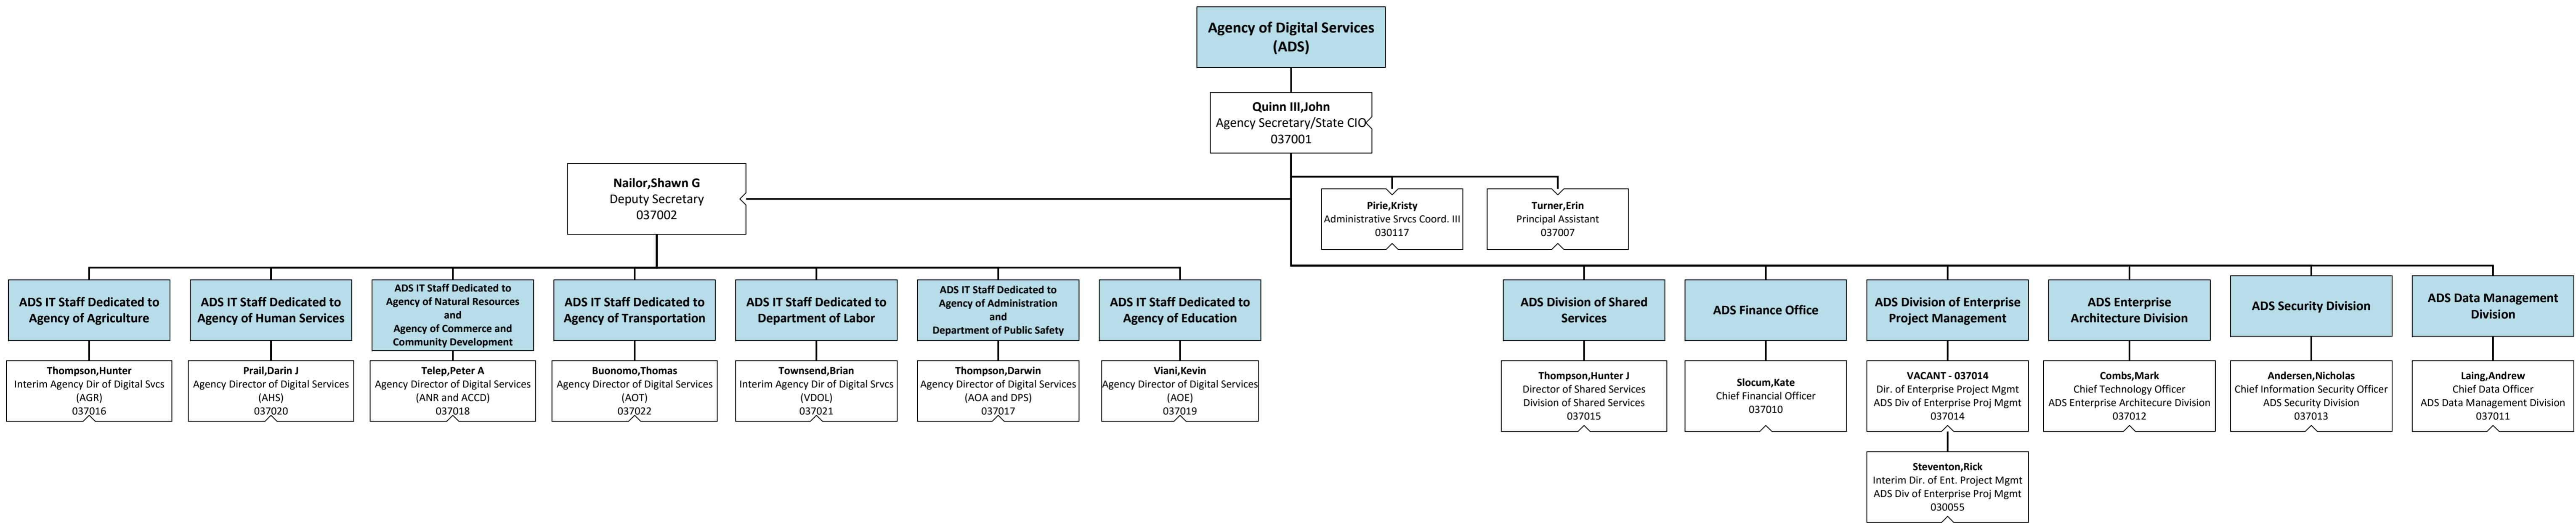 Agency of Digital Services
(ADS)
Quinn III,John
Agency Secretary/State CIO
037001
Nailor,Shawn G
Deputy Secretary
037002
Pirie,Kristy
Administrative Srvcs Coord. III
030117
Turner,Erin
Principal Assistant
037007
ADS IT Staff Dedicated to
Agency of Agriculture
Thompson,Hunter
Interim Agency Dir of Digital Svcs
(AGR)
037016
ADS IT Staff Dedicated to
Agency of Human Services
Prail,Darin J
Agency Director of Digital Services
(AHS)
037020
ADS IT Staff Dedicated to
Agency of Natural Resources
and
Agency of Commerce and
Community Development
Telep,Peter A
Agency Director of Digital Services
(ANR and ACCD)
037018
ADS IT Staff Dedicated to
Agency of Transportation
Buonomo,Thomas
Agency Director of Digital Services
(AOT)
037022
ADS IT Staff Dedicated to
Department of Labor
Townsend,Brian
Interim Agency Dir of Digital Srvcs
(VDOL)
037021
ADS IT Staff Dedicated to
Agency of Administration
and
Department of Public Safety
Thompson,Darwin
Agency Director of Digital Services
(AOA and DPS)
037017
ADS IT Staff Dedicated to
Agency of Education
Viani,Kevin
Agency Director of Digital Services
(AOE)
037019
ADS Division of Shared
Services
Thompson,Hunter J
Director of Shared Services
Division of Shared Services
037015
ADS Finance Office
Slocum,Kate
Chief Financial Officer
037010
ADS Division of Enterprise
Project Management
VACANT - 037014
Dir. of Enterprise Project Mgmt
ADS Div of Enterprise Proj Mgmt
037014
Steventon,Rick
Interim Dir. of Ent. Project Mgmt
ADS Div of Enterprise Proj Mgmt
030055
ADS Enterprise
Architecture Division
Combs,Mark
Chief Technology Officer
ADS Enterprise Architecure Division
037012
ADS Security Division
Andersen,Nicholas
Chief Information Security Officer
ADS Security Division
037013
ADS Data Management
Division
Laing,Andrew
Chief Data Officer
ADS Data Management Division
037011